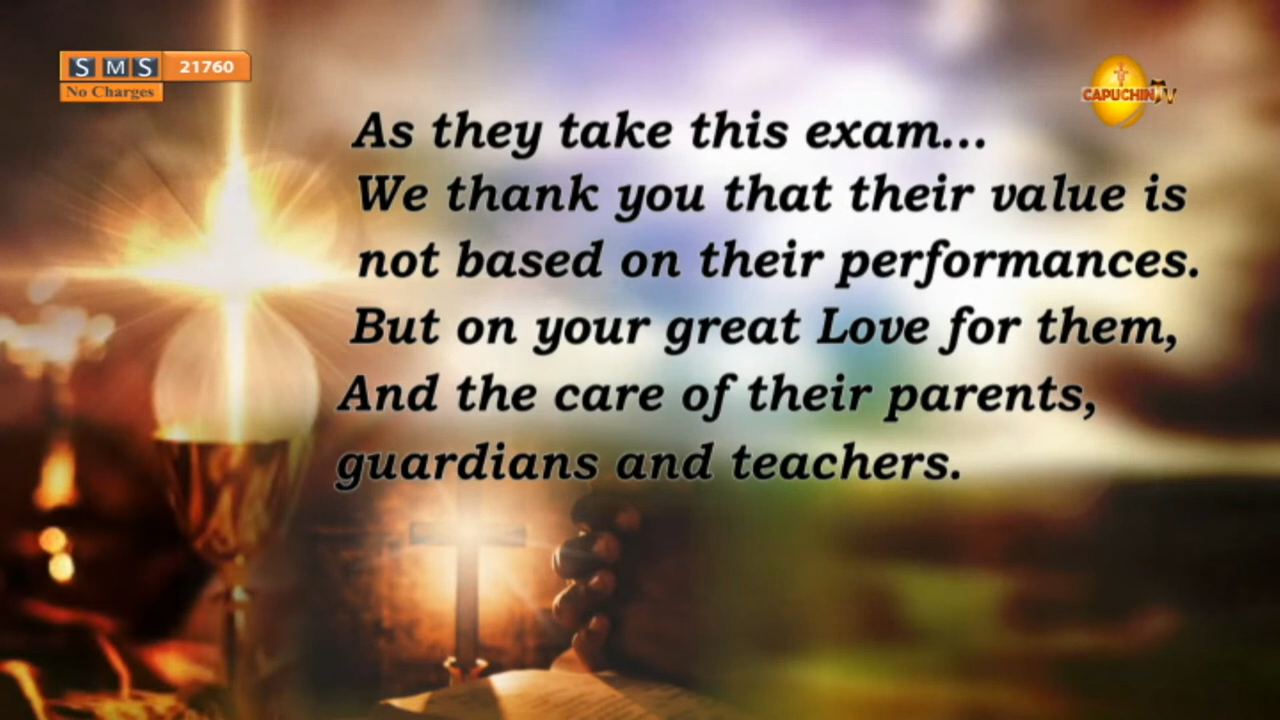 SMS 21760
No Charges
CAPUCHIN TV
As they take this exam...
We thank you that their value is
not based on their performances.
But on your great Love for them,
And the care of their parents,
guardians and teachers.